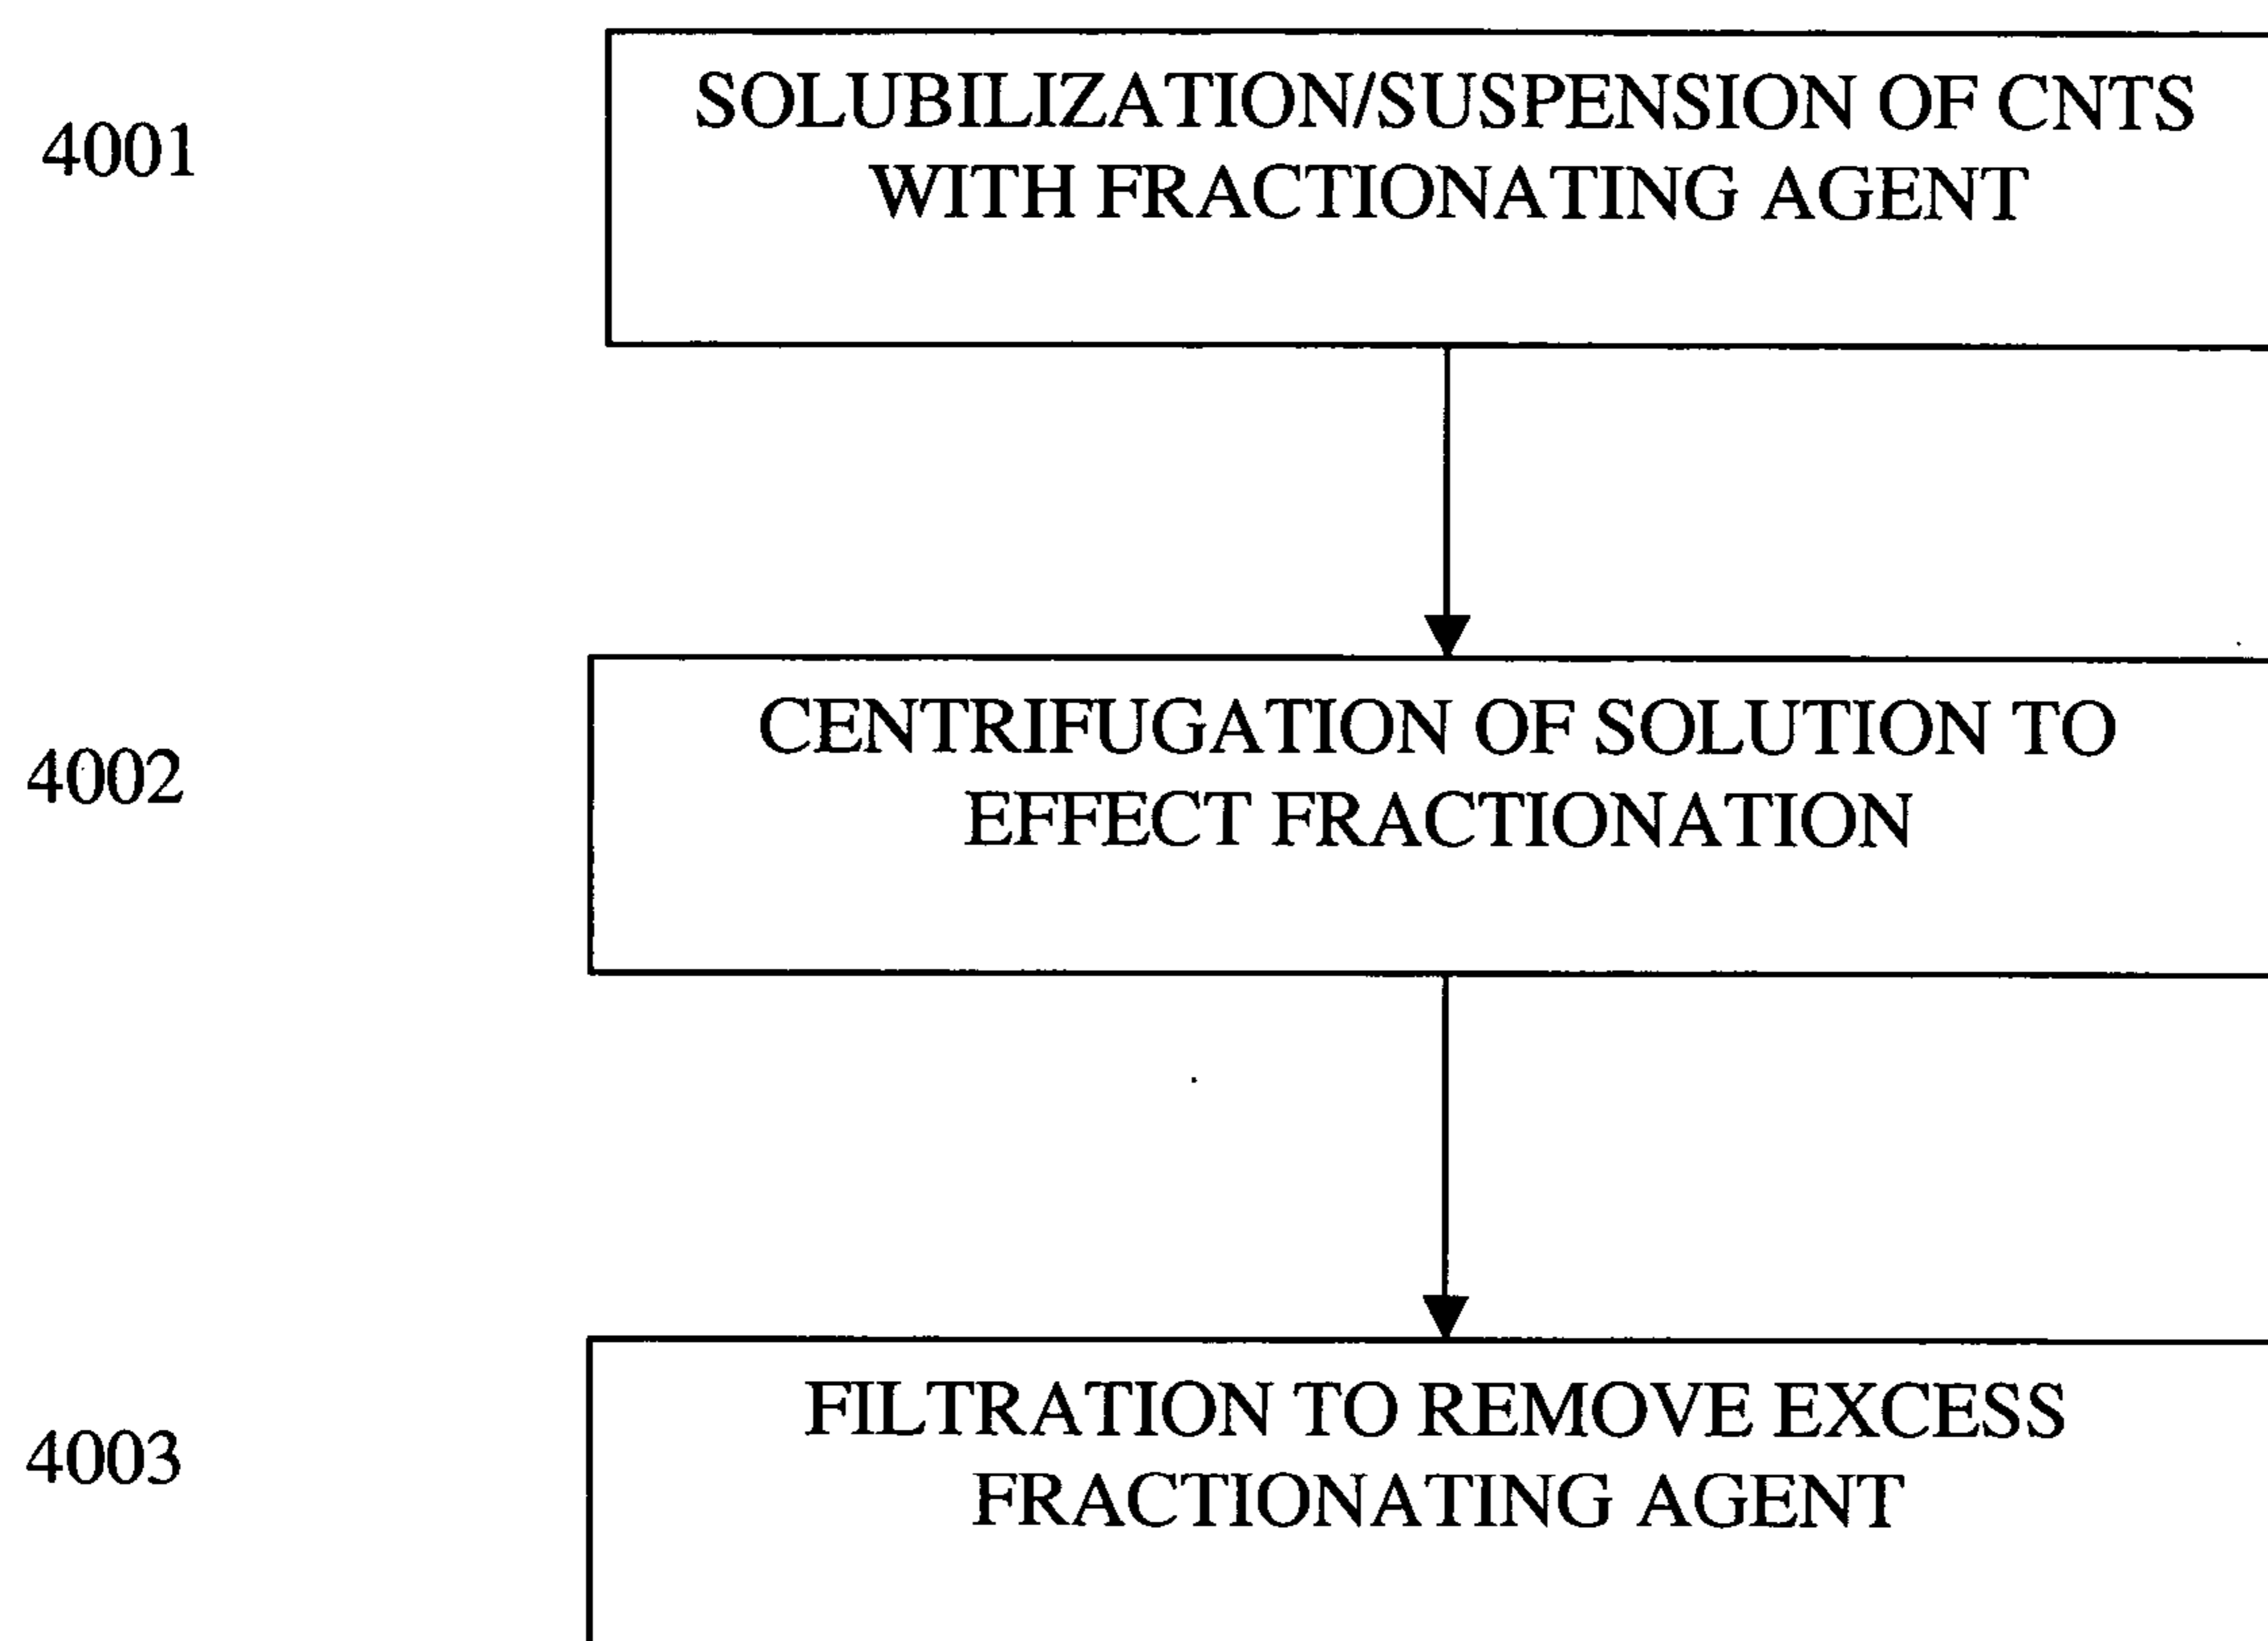 4001
SOLUBILIZATION/SUSPENSION OF CNTS
WITH FRACTIONATING AGENT
4002
CENTRIFUGATION OF SOLUTION TO
EFFECT FRACTIONATION
4003
FILTRATION TO REMOVE EXCESS
FRACTIONATING AGENT